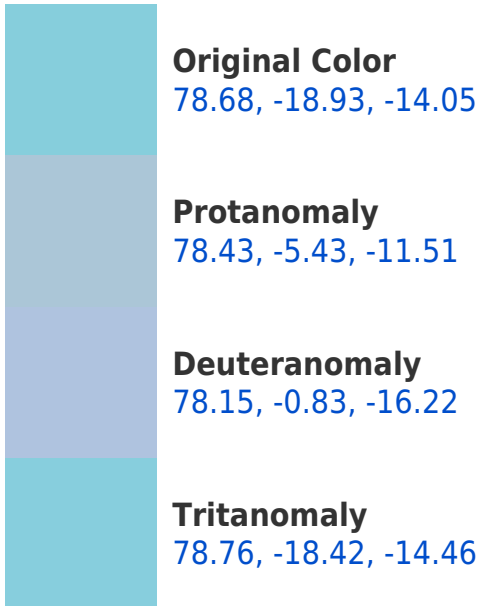 Original Color
78.68, -18.93, -14.05
Protanomaly
78.43, -5.43, -11.51
Deuteranomaly
78.15, -0.83, -16.22
Tritanomaly
78.76, -18.42, -14.46